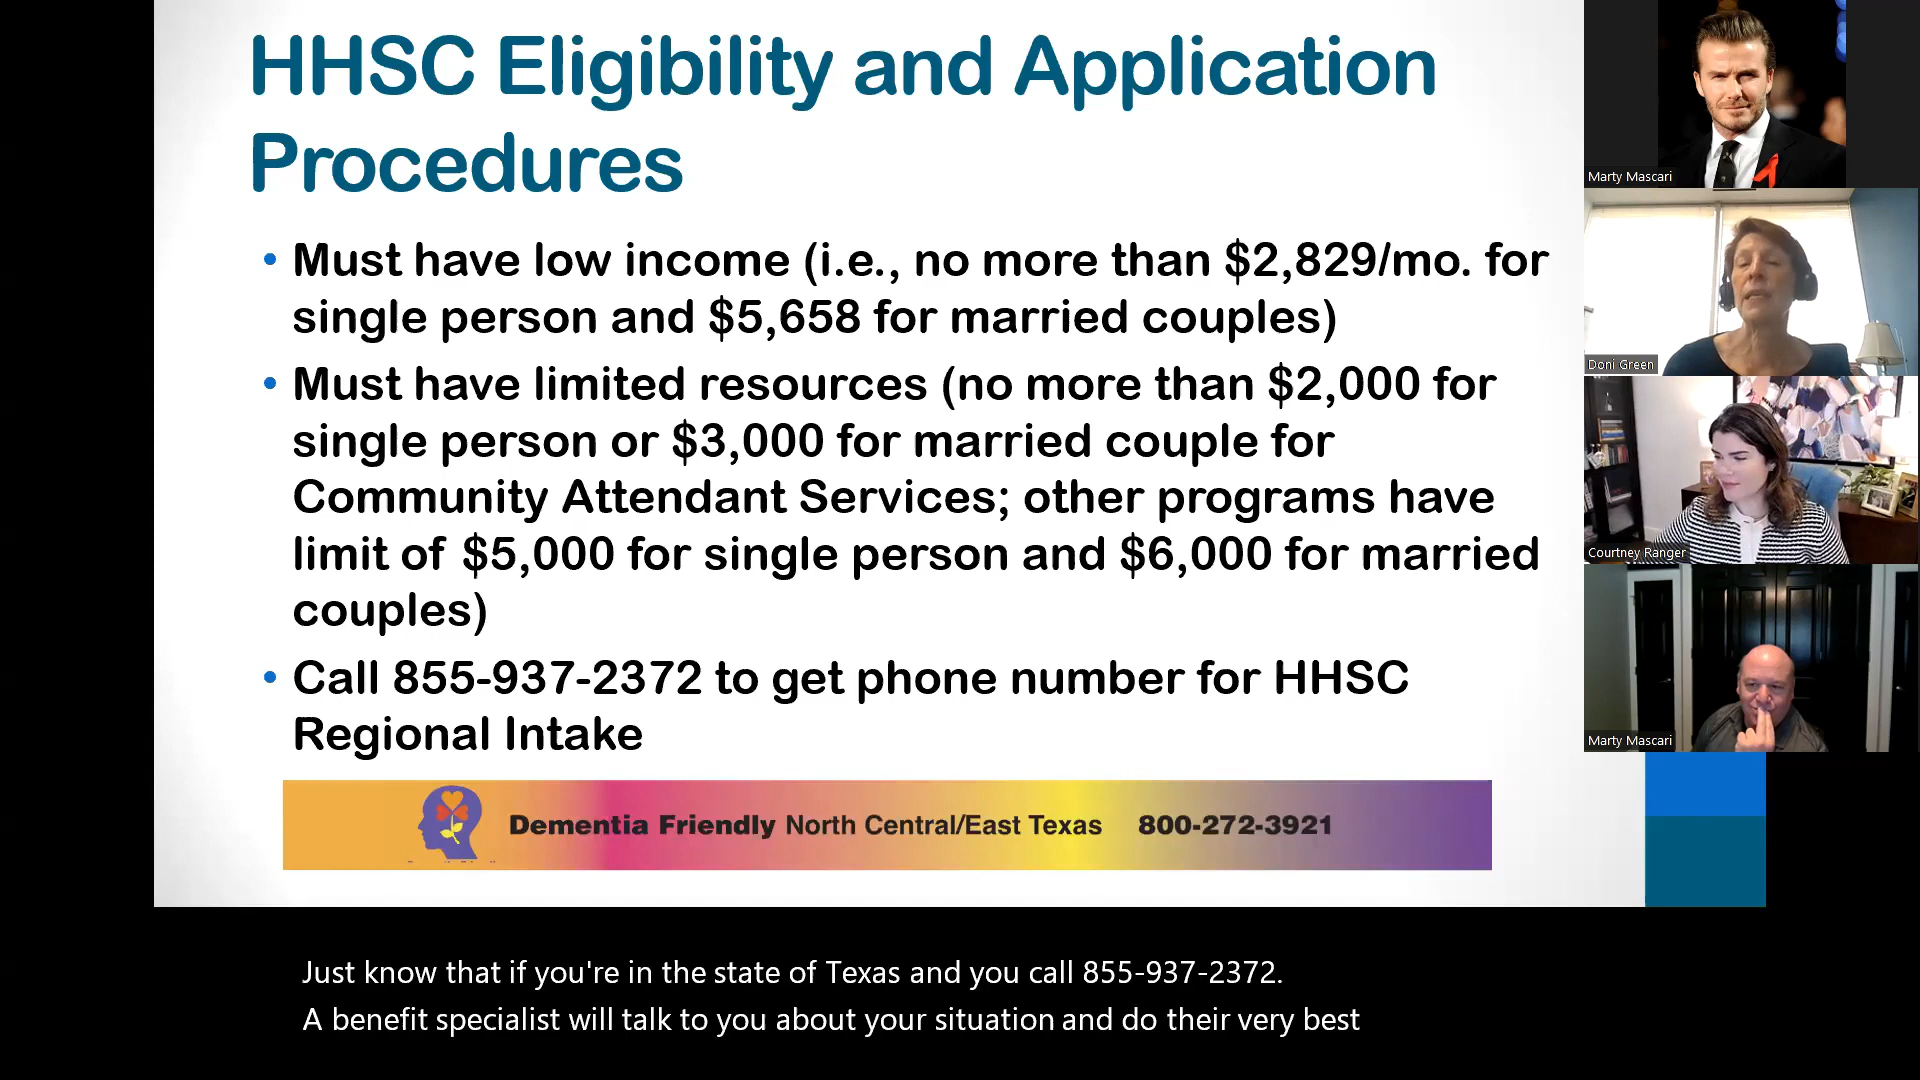 HHSC Eligibility and Application
Procedures
• Must have low income (i.e., no more than $2,829/mo. for
single person and $5,658 for married couples)
• Must have limited resources (no more than $2,000 for
single person or $3,000 for married couple for
Community Attendant Services; other programs have
limit of $5,000 for single person and $6,000 for married
couples)
• Call 855-937-2372 to get phone number for HHSC
Regional Intake
Dementia Friendly North Central/East Texas 800-272-3921
Marty Mascari
Doni Green
Courtney Ranger
Marty Mascari
Just know that if you're in the state of Texas and you call 855-937-2372.
A benefit specialist will talk to you about your situation and do their very best